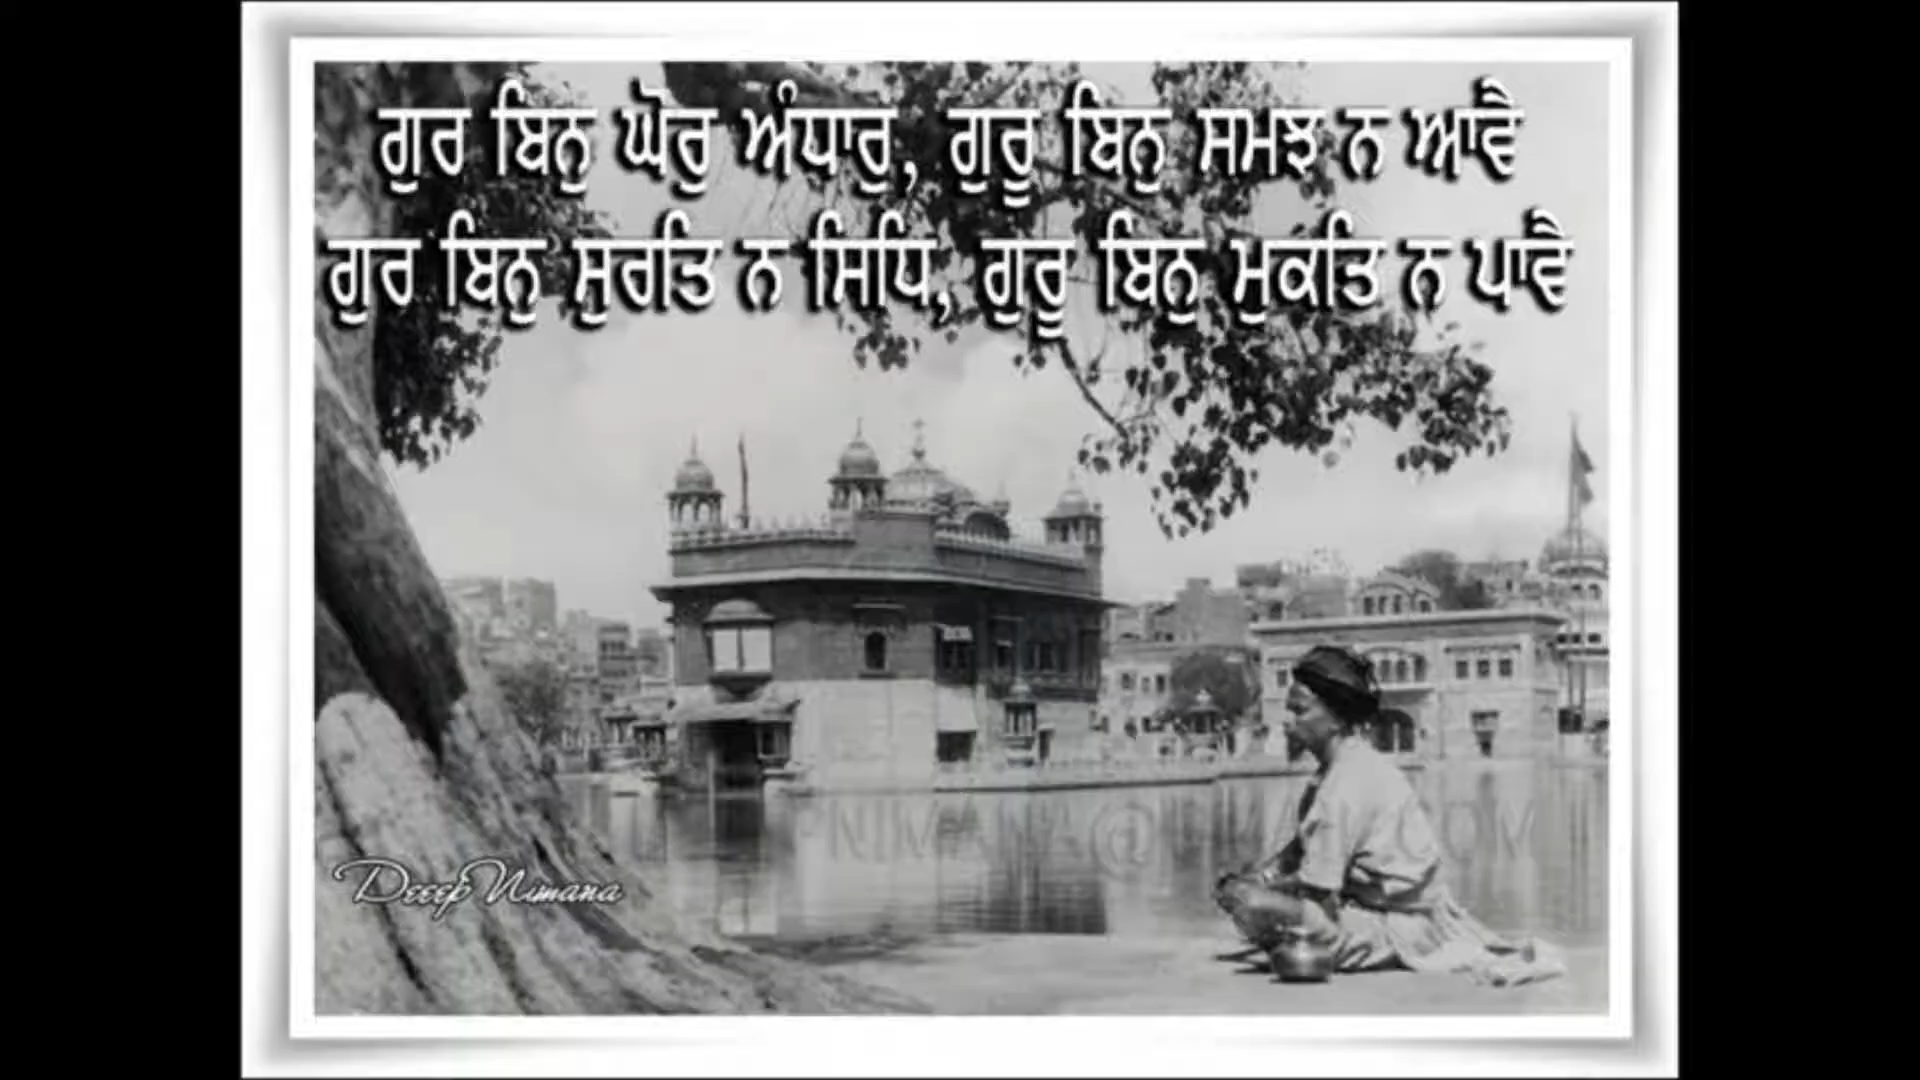 ਗੁਰ ਬਿਨੁ ਘੋਰੁ ਅੰਧਾਰੁ, ਗੁਰੂ ਬਿਨੁ ਸਮਝ ਨ ਆਵੈ
ਗੁਰ ਬਿਨੁ ਸੁਰਤਿ ਨ ਸਿਧਿ, ਗੁਰੂ ਬਿਨੁ ਮੁਕਤਿ ਨ ਪਾਵੈ
Deeep Nimana